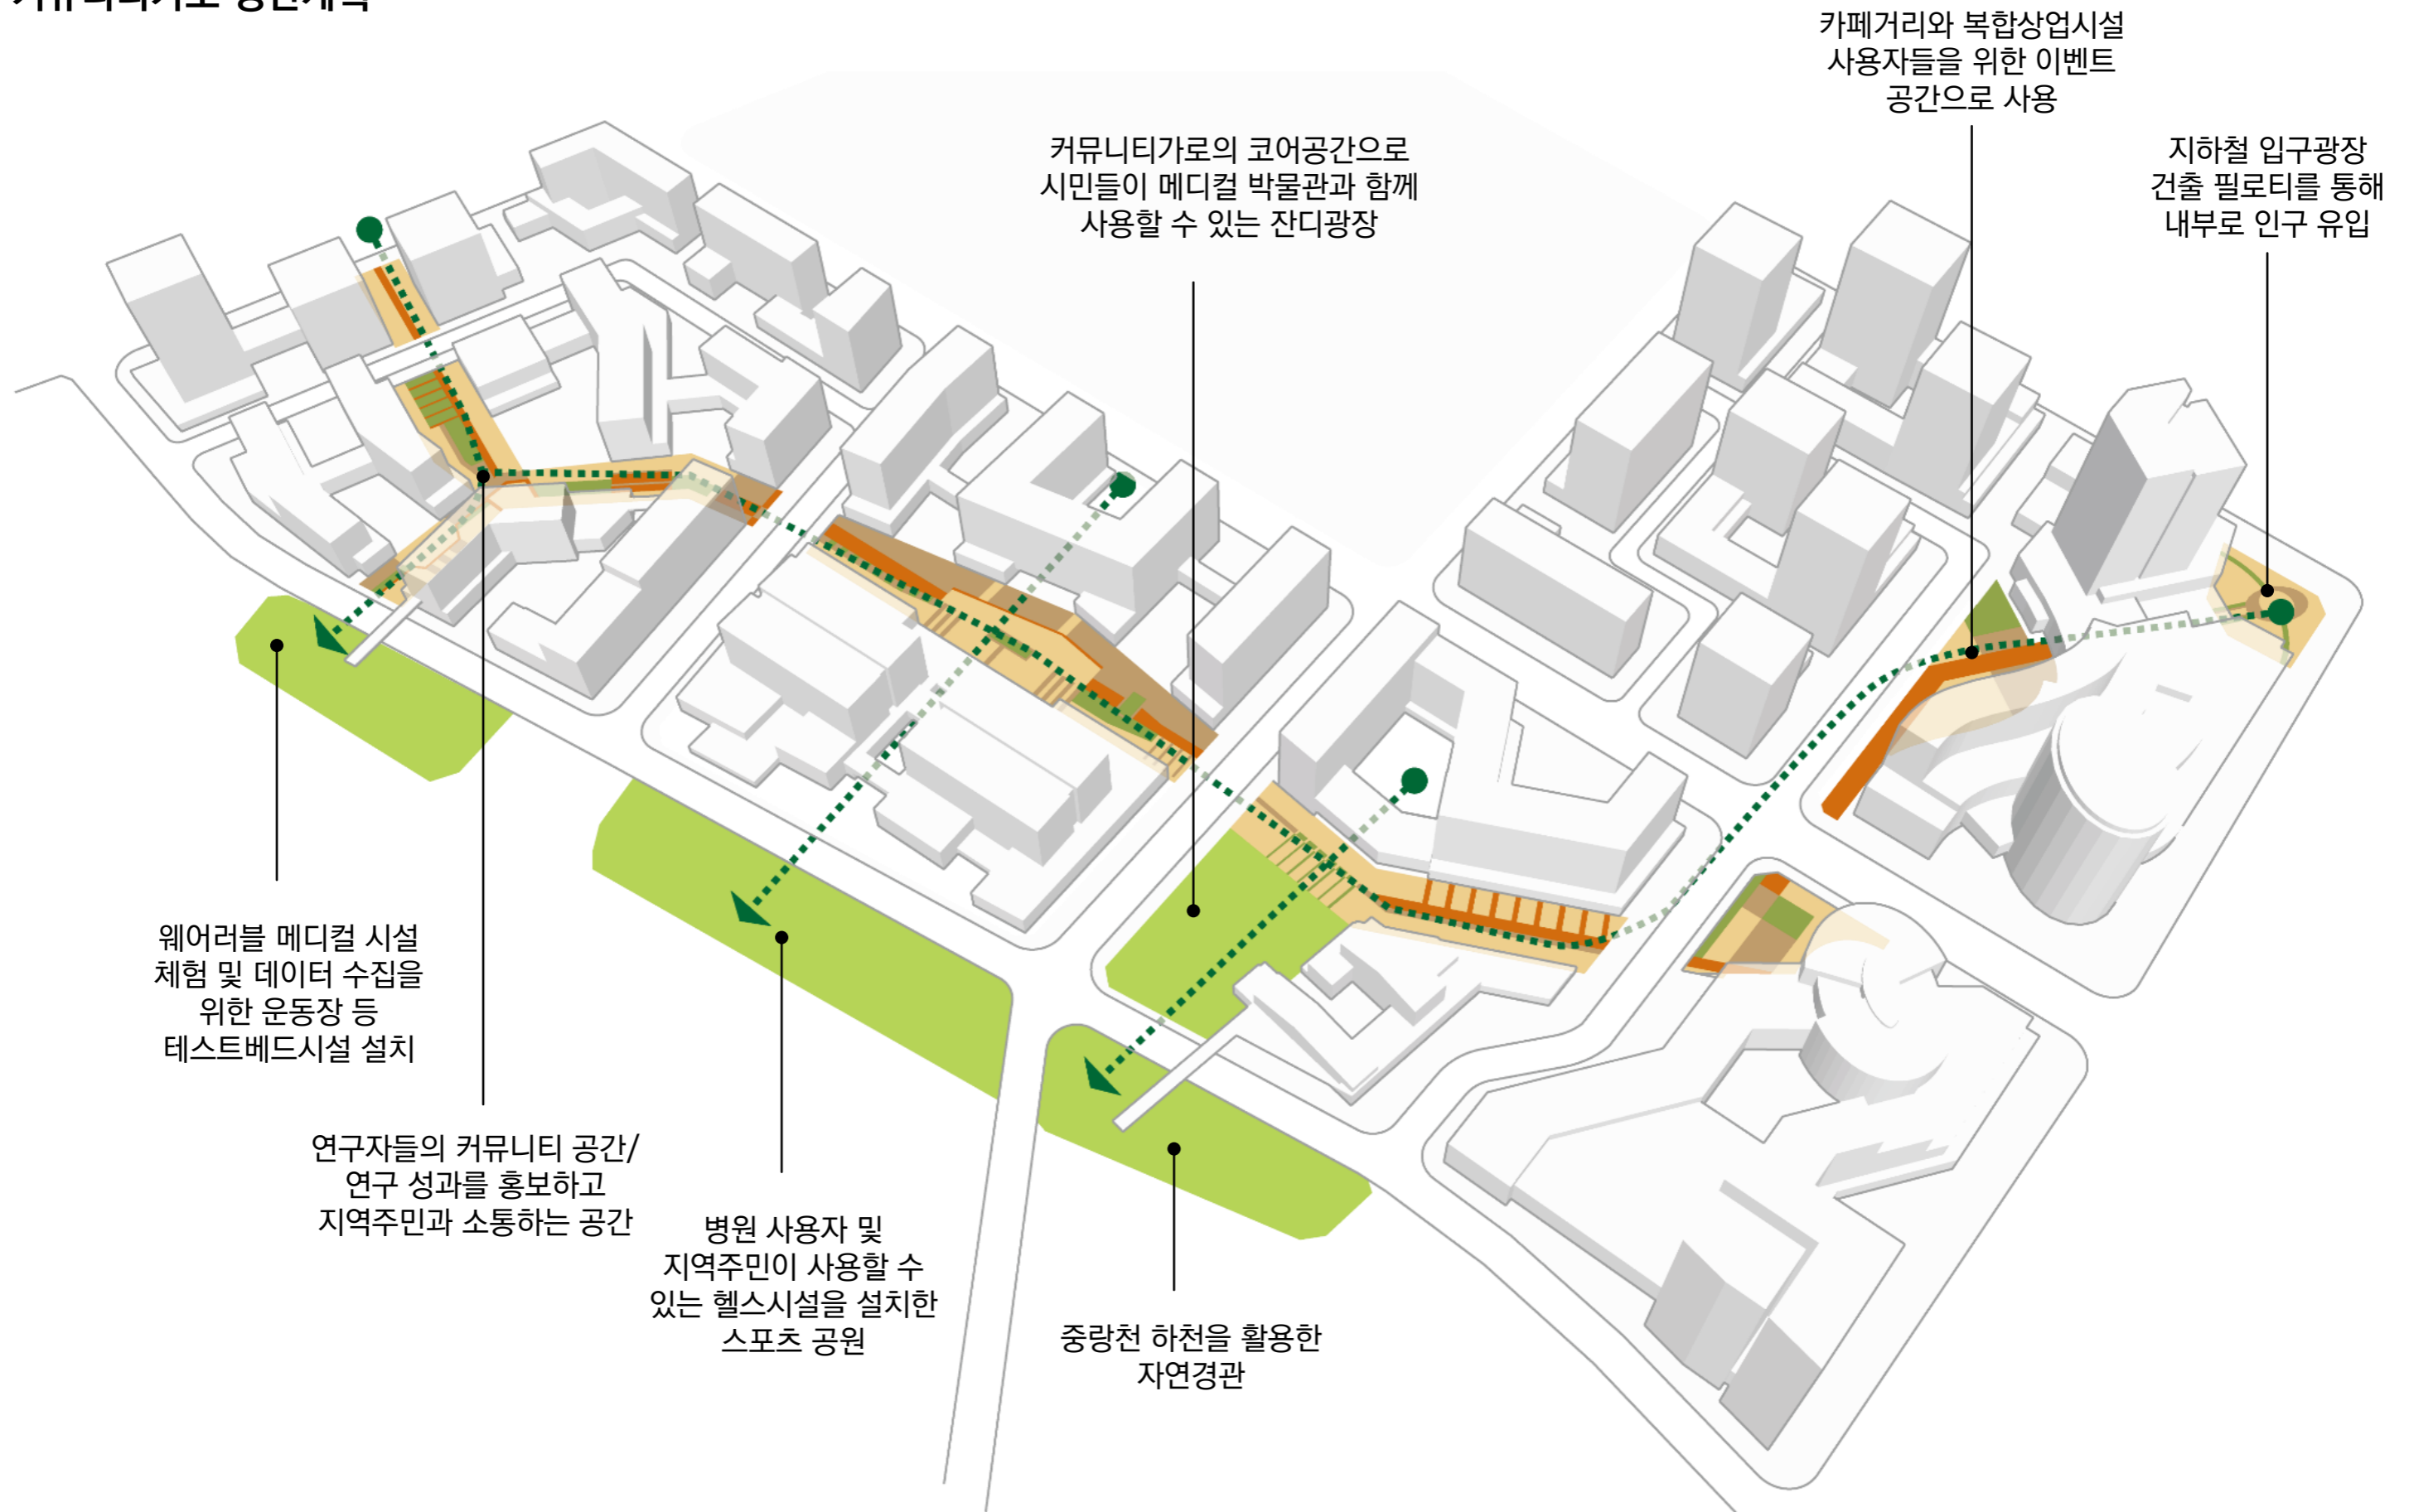 카페거리와 복합상업시설
사용자들을 위한 이벤트
공간으로 사용
커뮤니티가로의 코어공간으로
시민들이 메디컬 박물관과 함께
사용할 수 있는 잔디광장
지하철 입구광장
건출 필로티를 통해
내부로 인구 유입
웨어러블 메디컬 시설
체험 및 데이터 수집을
위한 운동장 등
테스트베드시설 설치
연구자들의 커뮤니티 공간/
연구 성과를 홍보하고
지역주민과 소통하는 공간
병원 사용자 및
지역주민이 사용할 수
있는 헬스시설을 설치한
스포츠 공원
중랑천 하천을 활용한
자연경관